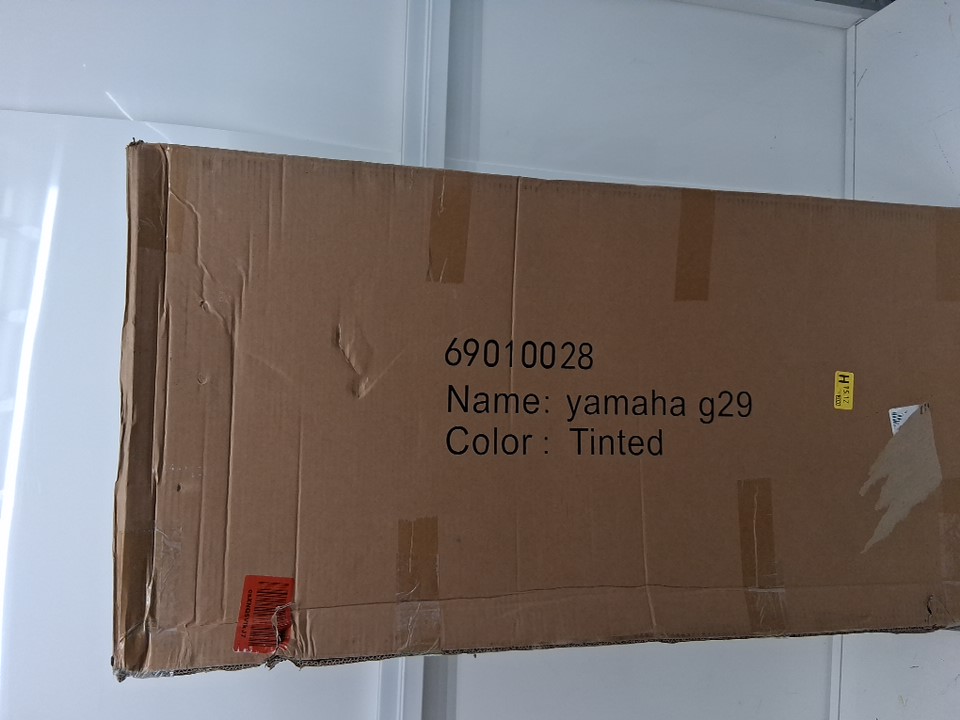 69010028
Name: yamaha g29
Color : Tinted
H